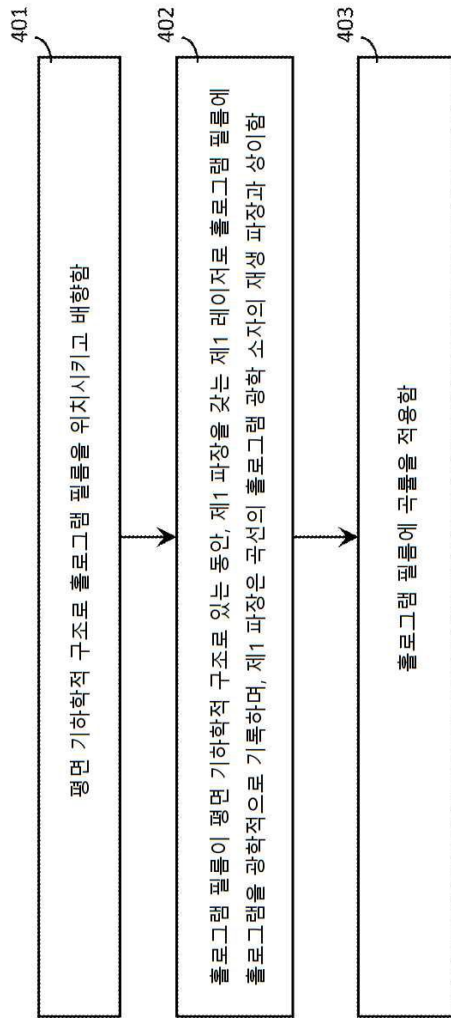 401
평면 기하학적 구조로 홀로그램 필름을 위치시키고 배향함
402
홀로그램 필름이 평면 기하학적 구조로 있는 동안, 제1 파장을 갖는 제1 레이저로 홀로그램 필름에
홀로그램을 광학적으로 기록하며, 제1 파장은 곡선의 홀로그램 광학 소자의 재생 파장과 상이함
403
홀로그램 필름에 곡률을 적용함